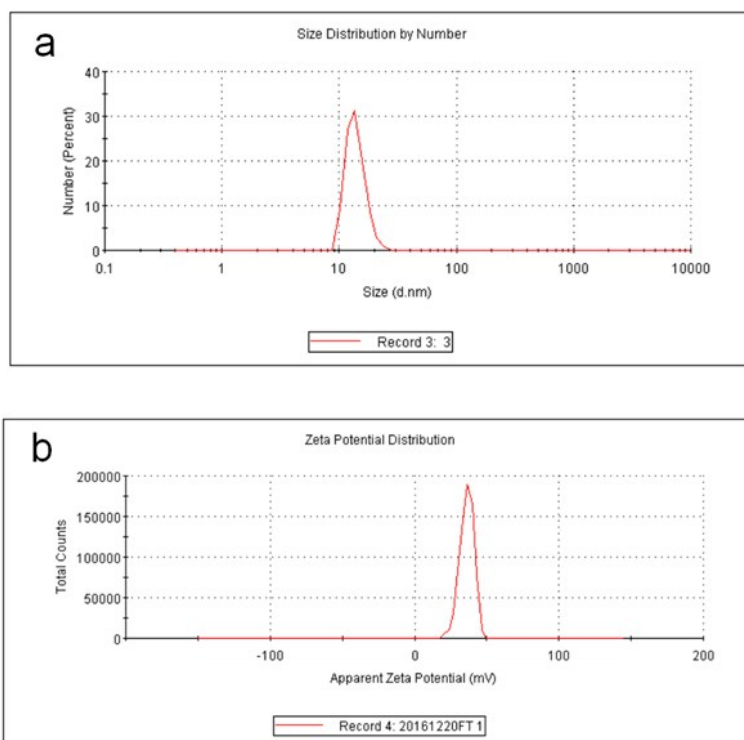 a
Size Distribution by Number
40
30
20
10
0
Number (Percent)
0.1 1 10 100 1000 10000
Size (d.nm)
Record 3: 3
b
Zeta Potential Distribution
200000
150000
100000
50000
0
Total Counts
-100 0 100 200
Apparent Zeta Potential (mV)
Record 4: 20161220FT 1